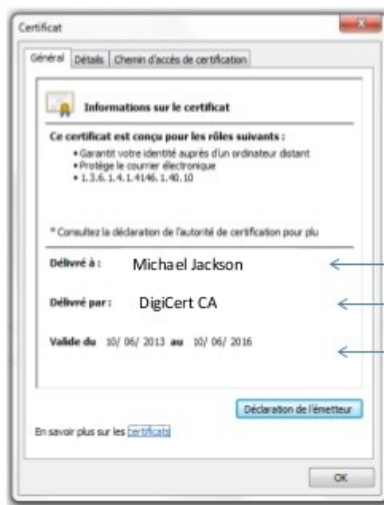 Certificat
Général Détails Chemin d'accès de certification
Informations sur le certificat
Ce certificat est conçu pour les rôles suivants :
• Garantit votre identité auprès d'un ordinateur distant
• Protège le courrier électronique
• 1.3.6.1.4.1.4146.1.40.10
* Consultez la déclaration de l'autorité de certification pour plu
Délivré à : Michael Jackson
Délivré par : DigiCert CA
Valide du 10/ 06/ 2013 au 10/ 06/ 2016
Déclaration de l'émetteur
En savoir plus sur les certificats
OK